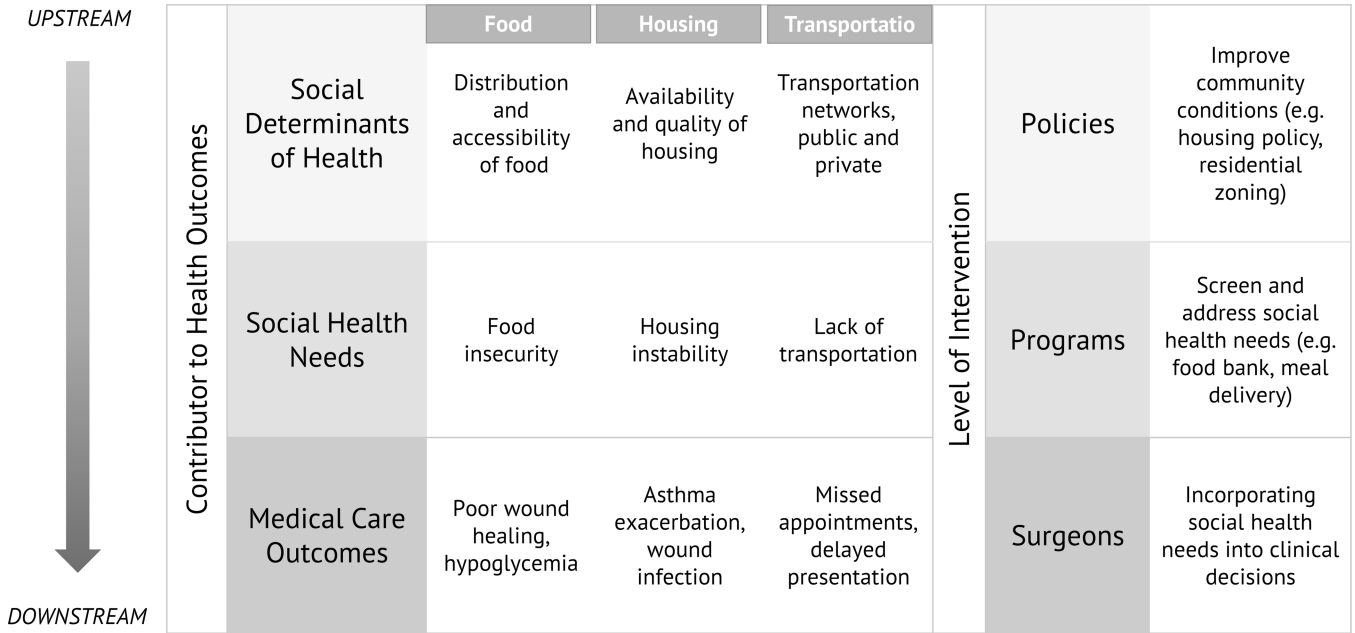 UPSTREAM
DOWNSTREAM
Contributor to Health Outcomes
Food
Housing
Transportatio
Social
Determinants
of Health
Distribution
and
accessibility
of food
Availability
and quality of
housing
Transportation
networks,
public and
private
Social Health
Needs
Food
insecurity
Housing
instability
Lack of
transportation
Medical Care
Outcomes
Poor wound
healing,
hypoglycemia
Asthma
exacerbation,
wound
infection
Missed
appointments,
delayed
presentation
Level of Intervention
Policies
Improve
community
conditions (e.g.
housing policy,
residential
zoning)
Programs
Screen and
address social
health needs (e.g.
food bank, meal
delivery)
Surgeons
Incorporating
social health
needs into clinical
decisions